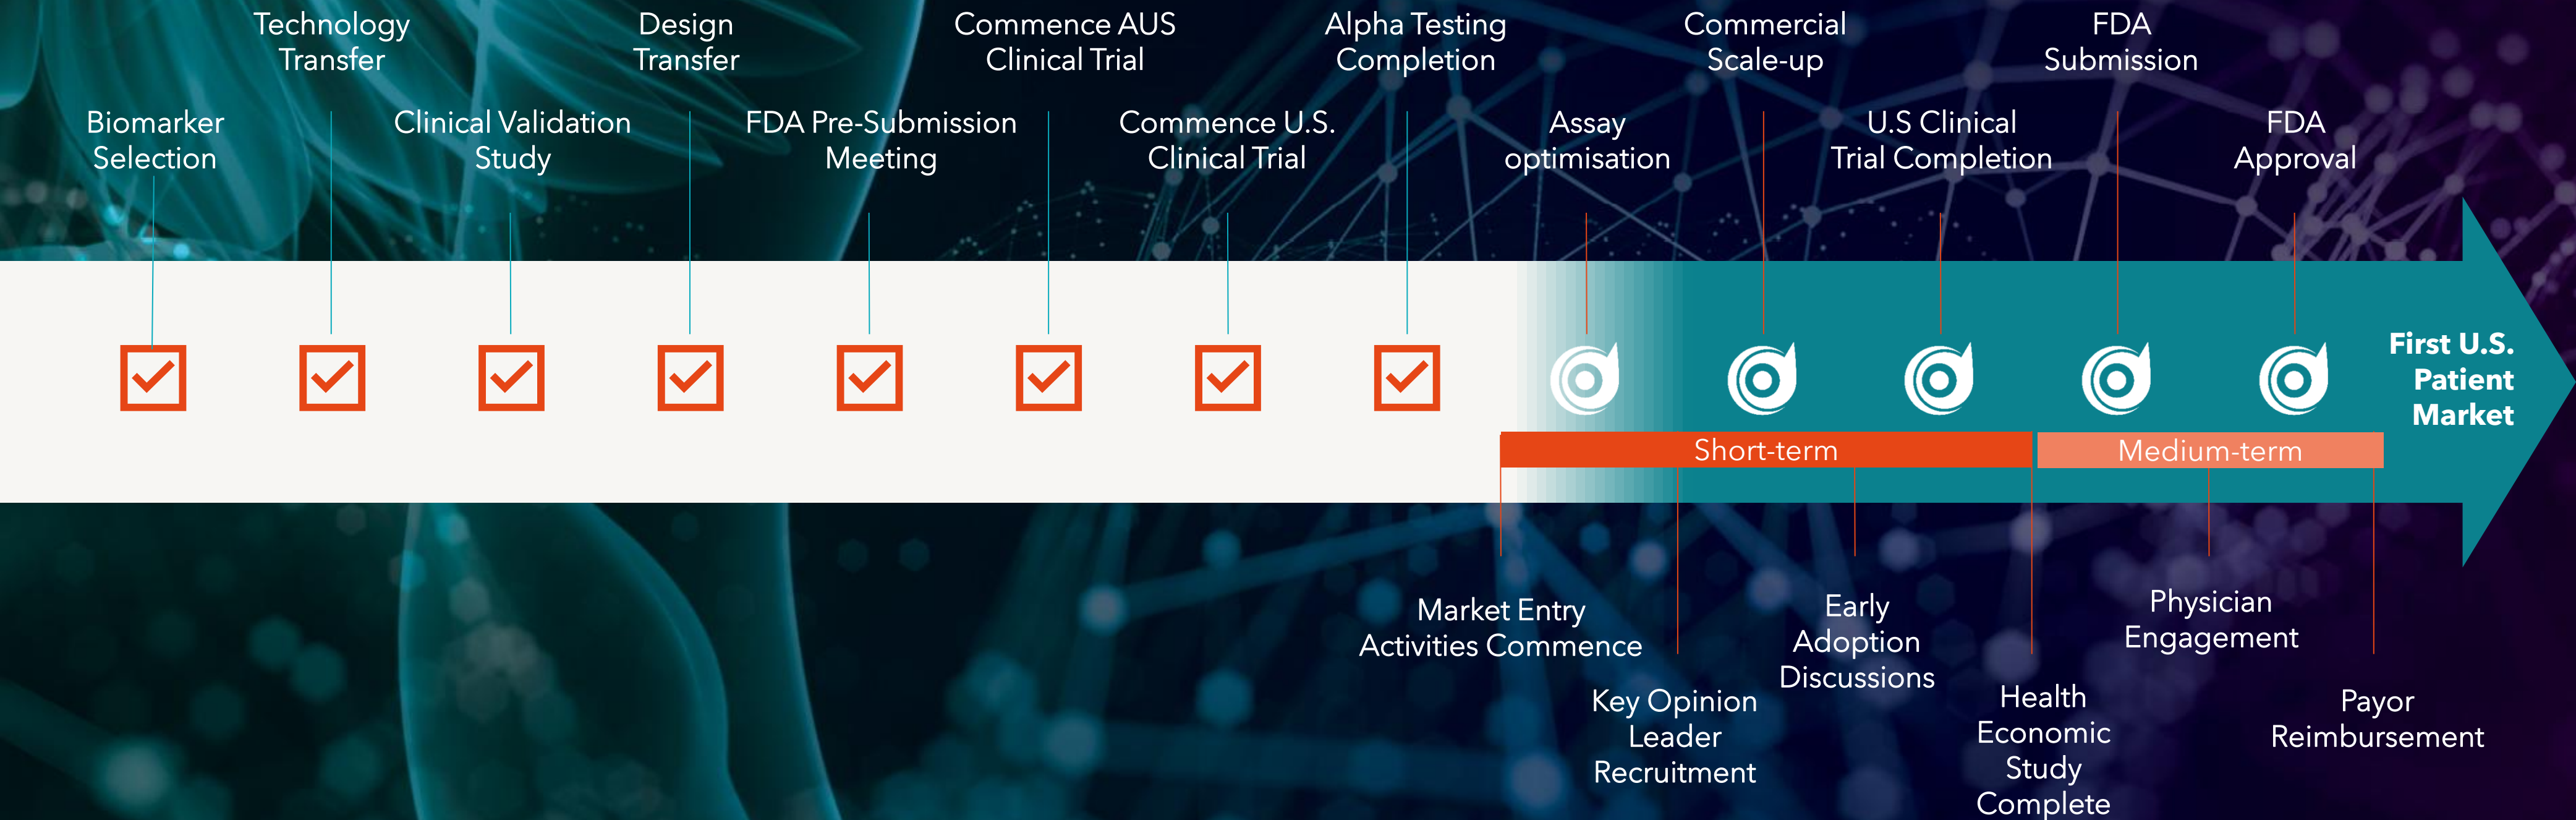 Technology
Transfer
Design
Transfer
Commence AUS
Clinical Trial
Alpha Testing
Completion
Commercial
Scale-up
FDA
Submission
Biomarker
Selection
Clinical Validation
Study
FDA Pre-Submission
Meeting
Commence U.S.
Clinical Trial
Assay
optimisation
U.S Clinical
Trial Completion
FDA
Approval
First U.S.
Patient
Market
Short-term
Medium-term
Market Entry
Activities Commence
Key Opinion
Leader
Recruitment
Early
Adoption
Discussions
Health
Economic
Study
Complete
Physician
Engagement
Payor
Reimbursement